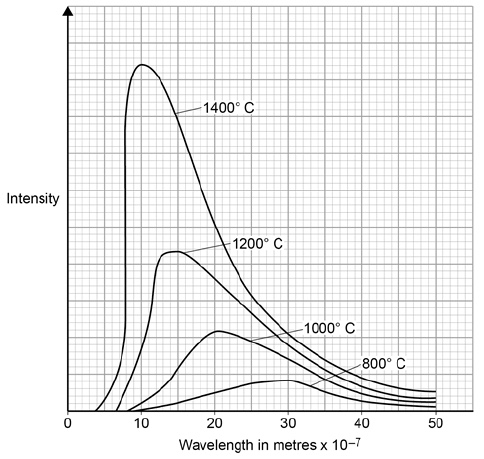 1400° C
Intensity
1200° C
1000° C
800° C
0 10 20 30 40 50
Wavelength in metres x 10⁻⁷